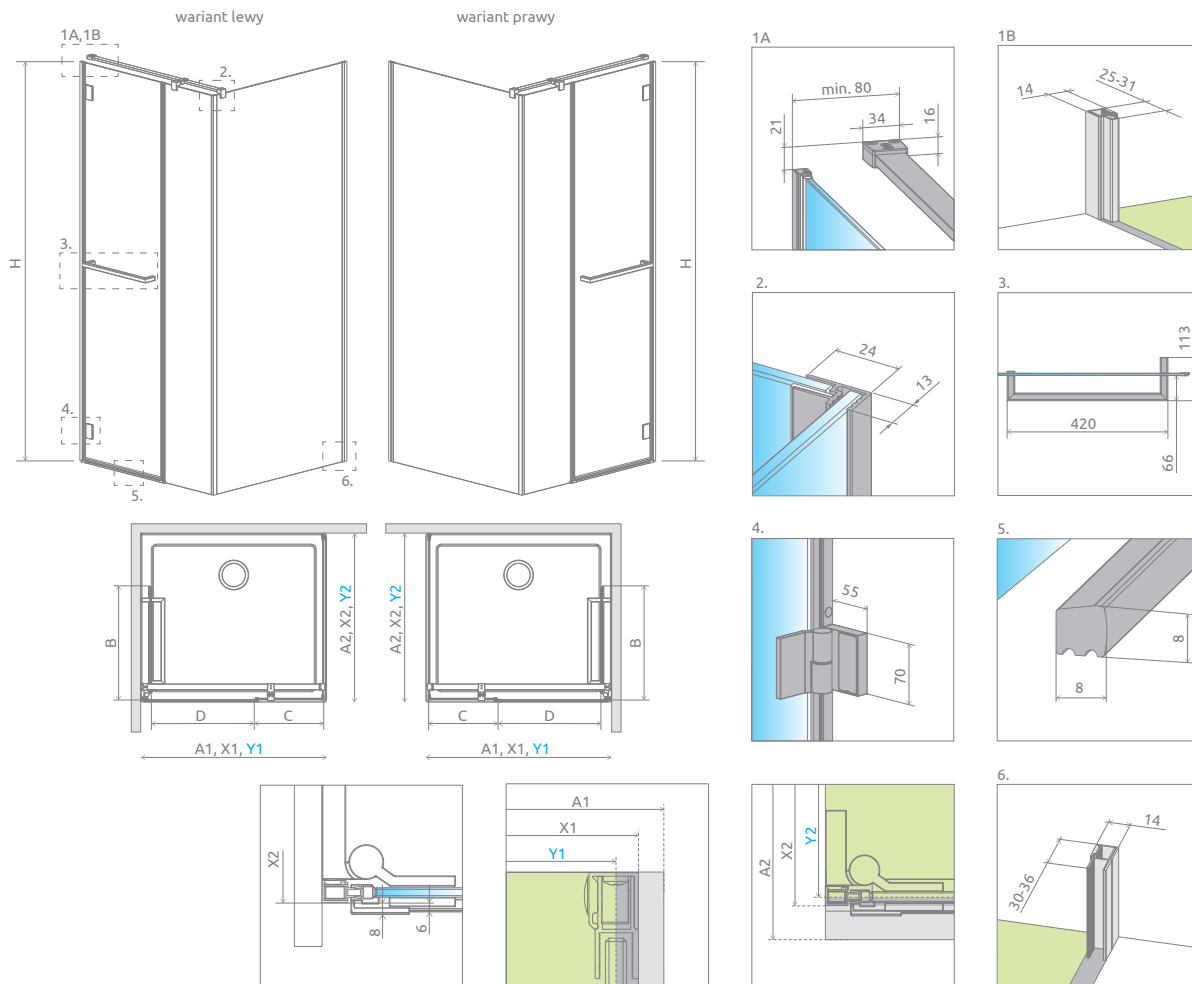 wariant lewy
wariant prawy
1A,1B
2.
H
3.
4.
5.
6.
H
1A
min. 80
34
16
21
1B
14
25-31
2.
24
13
3.
113
420
66
B
D
C
A1, X1, Y1
A2, X2, Y2
A2, X2, Y2
C
D
B
A1, X1, Y1
4.
55
70
5.
8
8
X2
8
6
A1
X1
Y1
A2
X2
Y2
6.
14
30-36